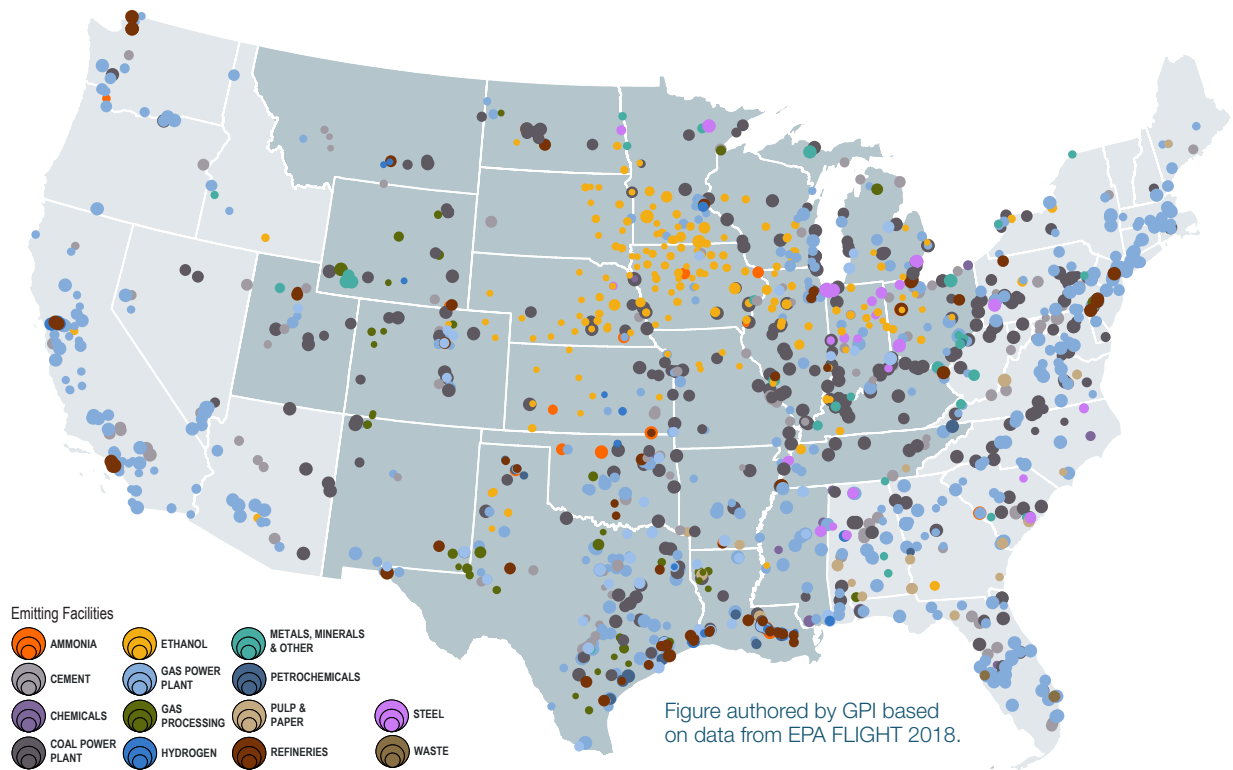 Emitting Facilities
AMMONIA
ETHANOL
METALS, MINERALS
& OTHER
CEMENT
GAS POWER
PLANT
PETROCHEMICALS
CHEMICALS
GAS
PROCESSING
PULP &
PAPER
STEEL
COAL POWER
PLANT
HYDROGEN
REFINERIES
WASTE
Figure authored by GPI based
on data from EPA FLIGHT 2018.